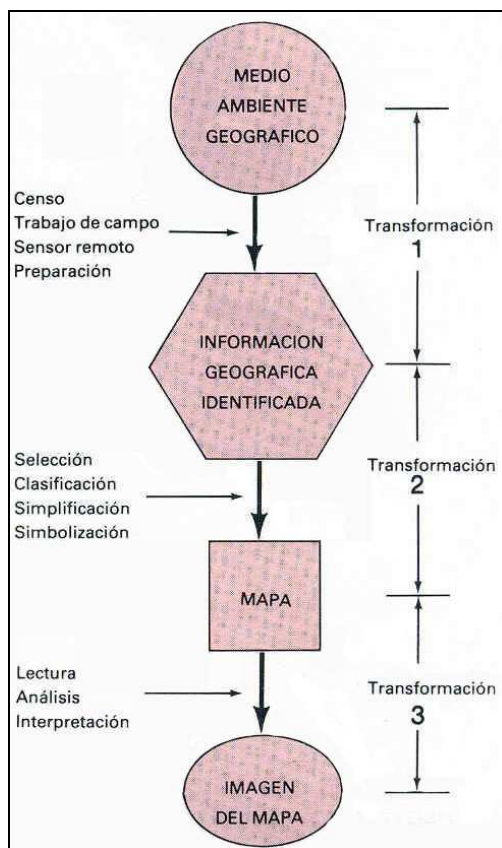 MEDIO
AMBIENTE
GEOGRAFICO
Censo
Trabajo de campo
Sensor remoto
Preparación
Transformación
1
INFORMACION
GEOGRAFICA
IDENTIFICADA
Selección
Clasificación
Simplificación
Simbolización
Transformación
2
MAPA
Lectura
Análisis
Interpretación
Transformación
3
IMAGEN
DEL MAPA